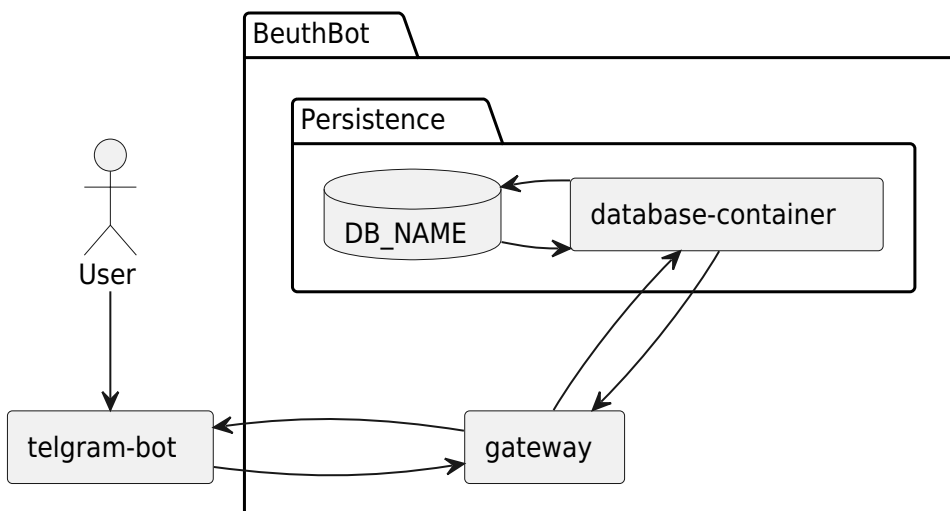 BeuthBot
Persistence
DB_NAME
database-container
User
telgram-bot
gateway